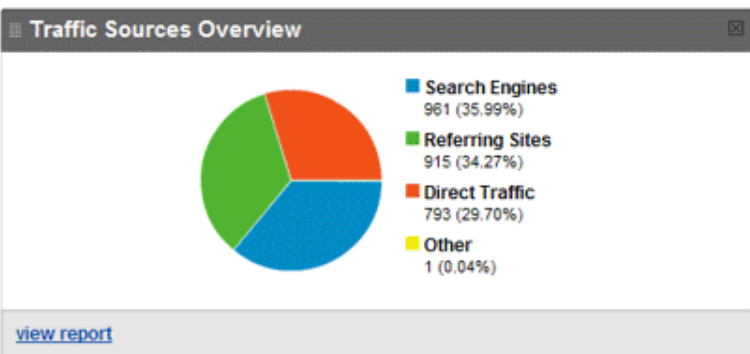 Traffic Sources Overview
Search Engines
961 (35.99%)
Referring Sites
915 (34.27%)
Direct Traffic
793 (29.70%)
Other
1 (0.04%)
view report